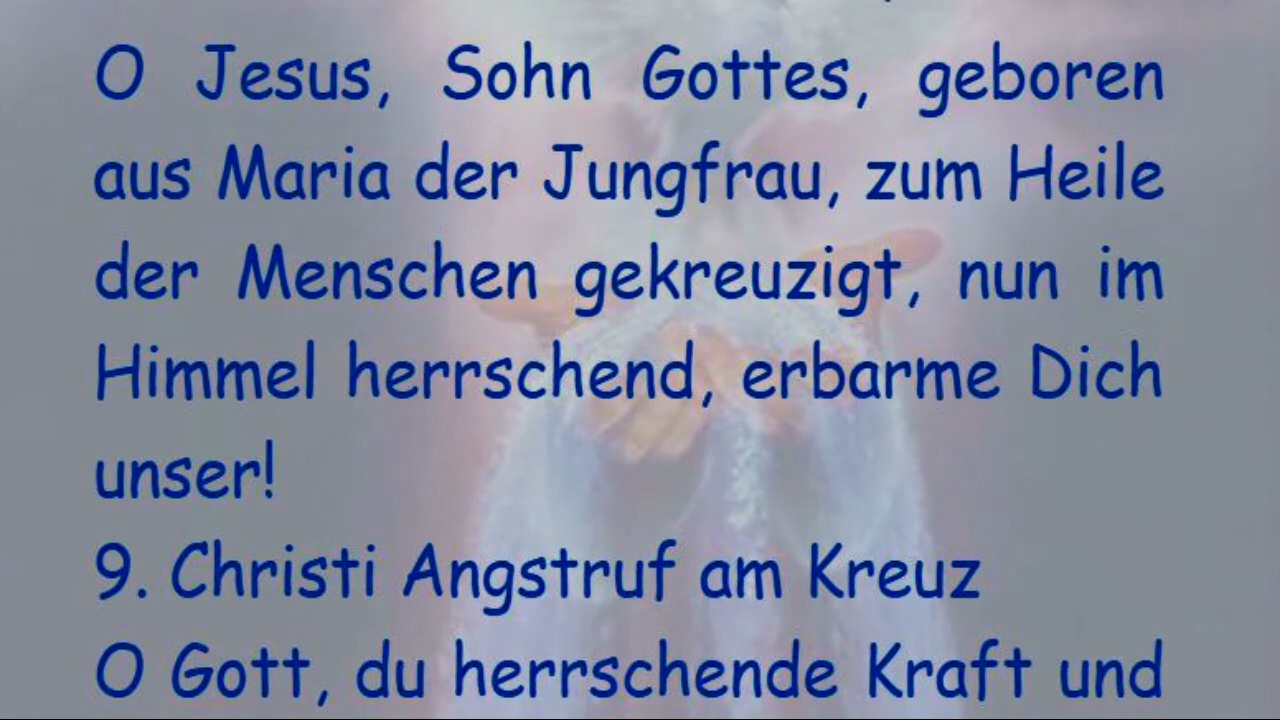 O Jesus, Sohn Gottes, geboren
aus Maria der Jungfrau, zum Heile
der Menschen gekreuzigt, nun im
Himmel herrschend, erbarme Dich
unser!
9. Christi Angstruf am Kreuz
O Gott, du herrschende Kraft und